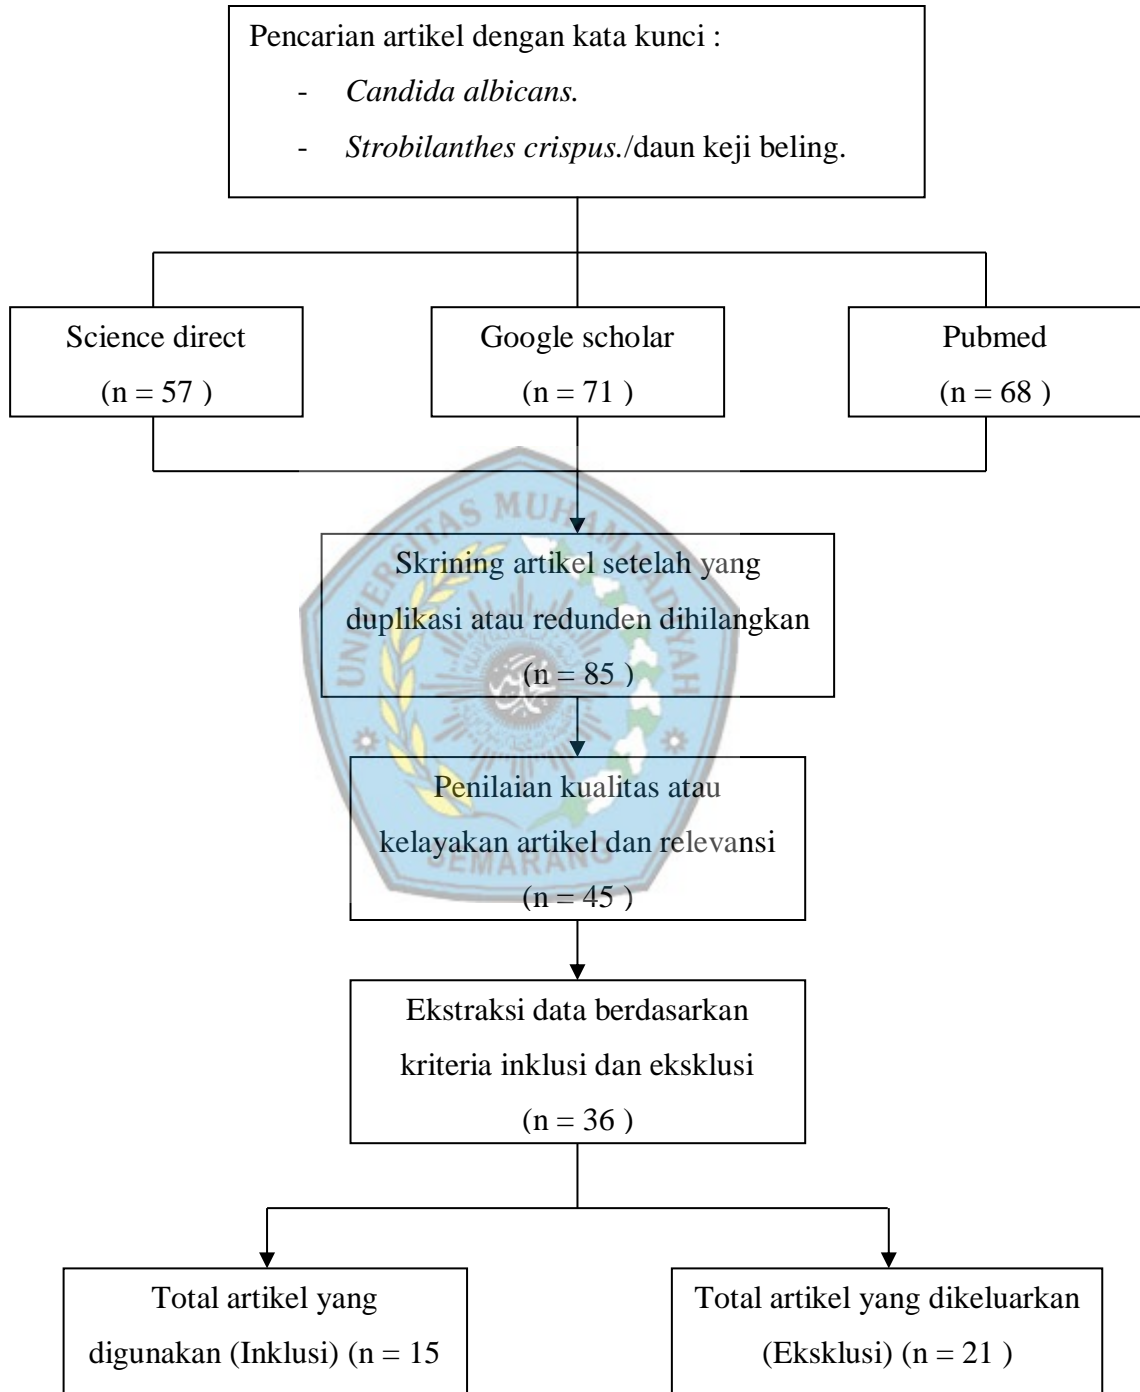 Pencarian artikel dengan kata kunci :
- Candida albicans.
- Strobilanthes crispus./daun keji beling.
Science direct
(n = 57 )
Google scholar
(n = 71 )
Pubmed
(n = 68 )
UNIVERSITAS MUHAMMADIYAH
SEMARANG
Skrining artikel setelah yang
duplikasi atau redunden dihilangkan
(n = 85 )
Penilaian kualitas atau
kelayakan artikel dan relevansi
(n = 45 )
Ekstraksi data berdasarkan
kriteria inklusi dan eksklusi
(n = 36 )
Total artikel yang
digunakan (Inklusi) (n = 15
Total artikel yang dikeluarkan
(Eksklusi) (n = 21 )